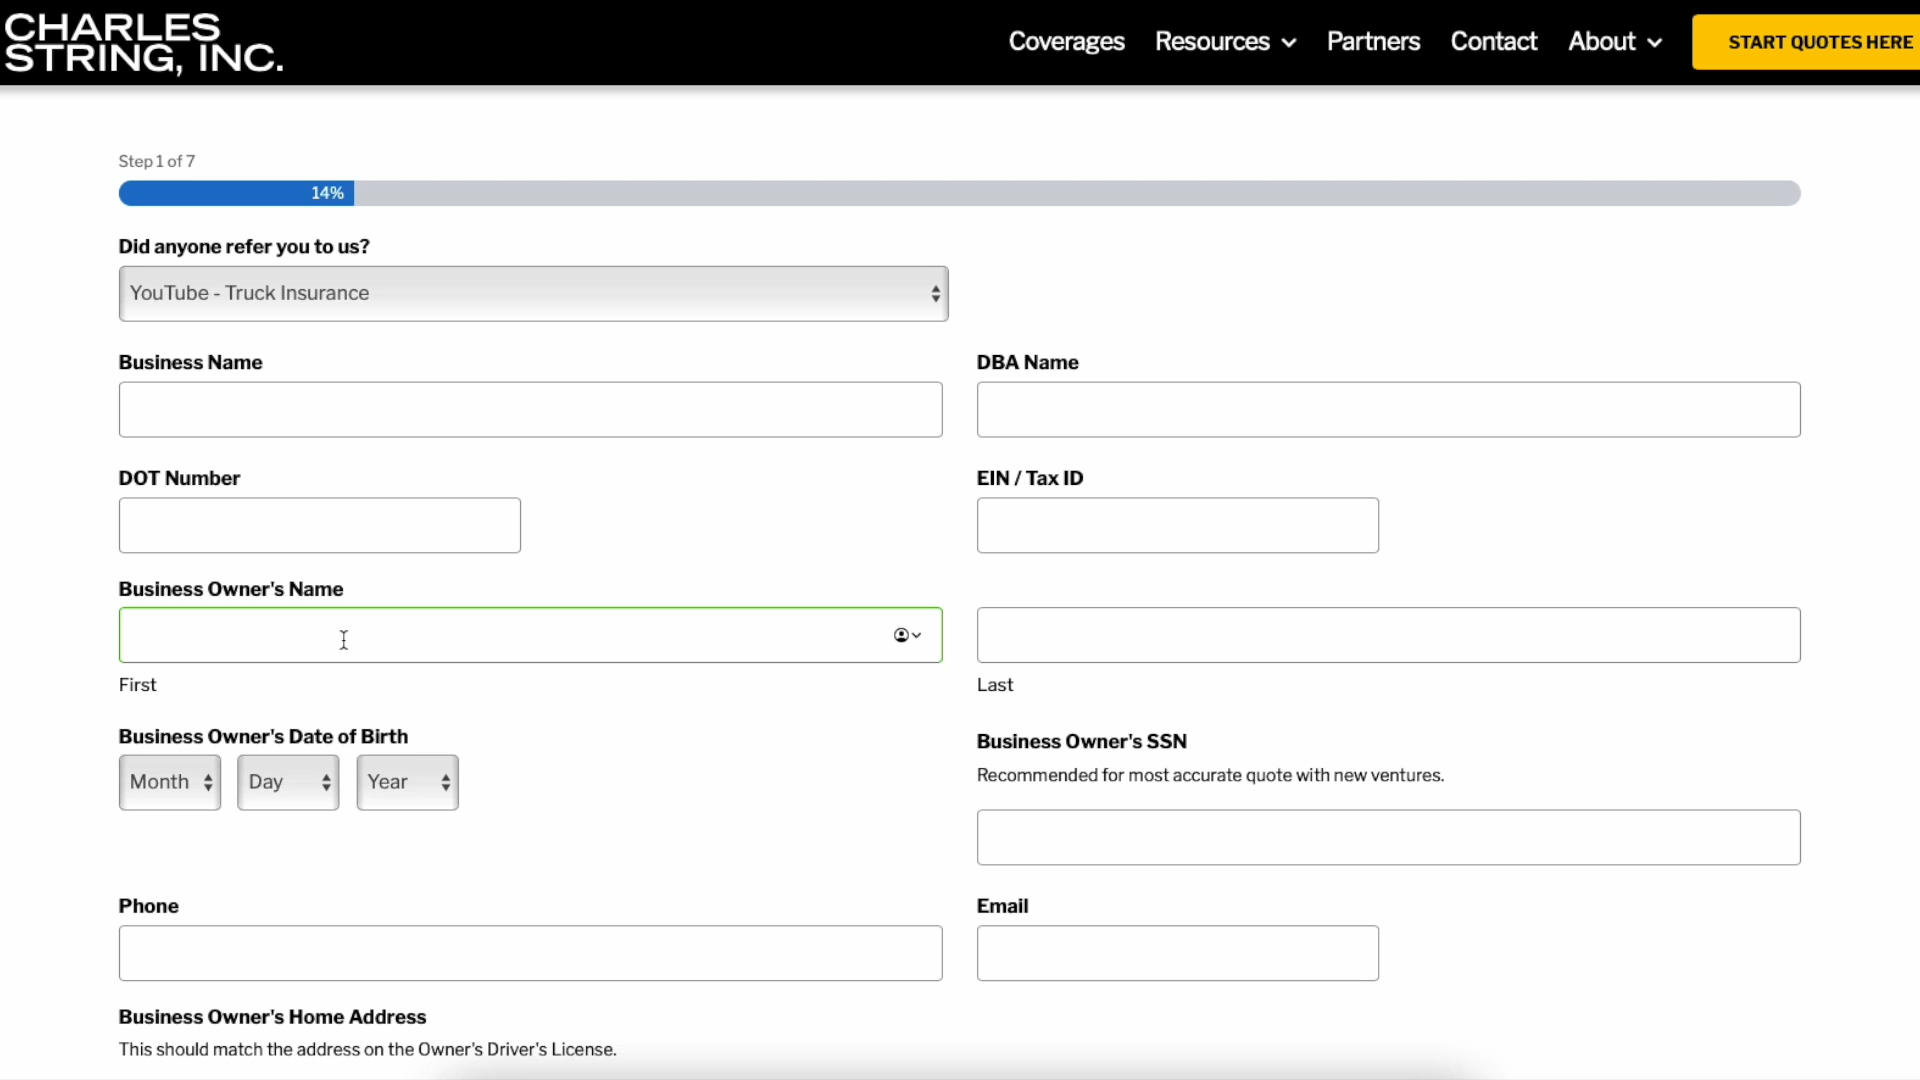 CHARLES
STRING, INC.
Coverages Resources Partners Contact About START QUOTES HERE
Step 1 of 7
14%
Did anyone refer you to us?
YouTube - Truck Insurance
Business Name DBA Name
DOT Number EIN / Tax ID
Business Owner's Name
First Last
Business Owner's Date of Birth Business Owner's SSN
Recommended for most accurate quote with new ventures.
Month Day Year
Phone Email
Business Owner's Home Address
This should match the address on the Owner's Driver's License.